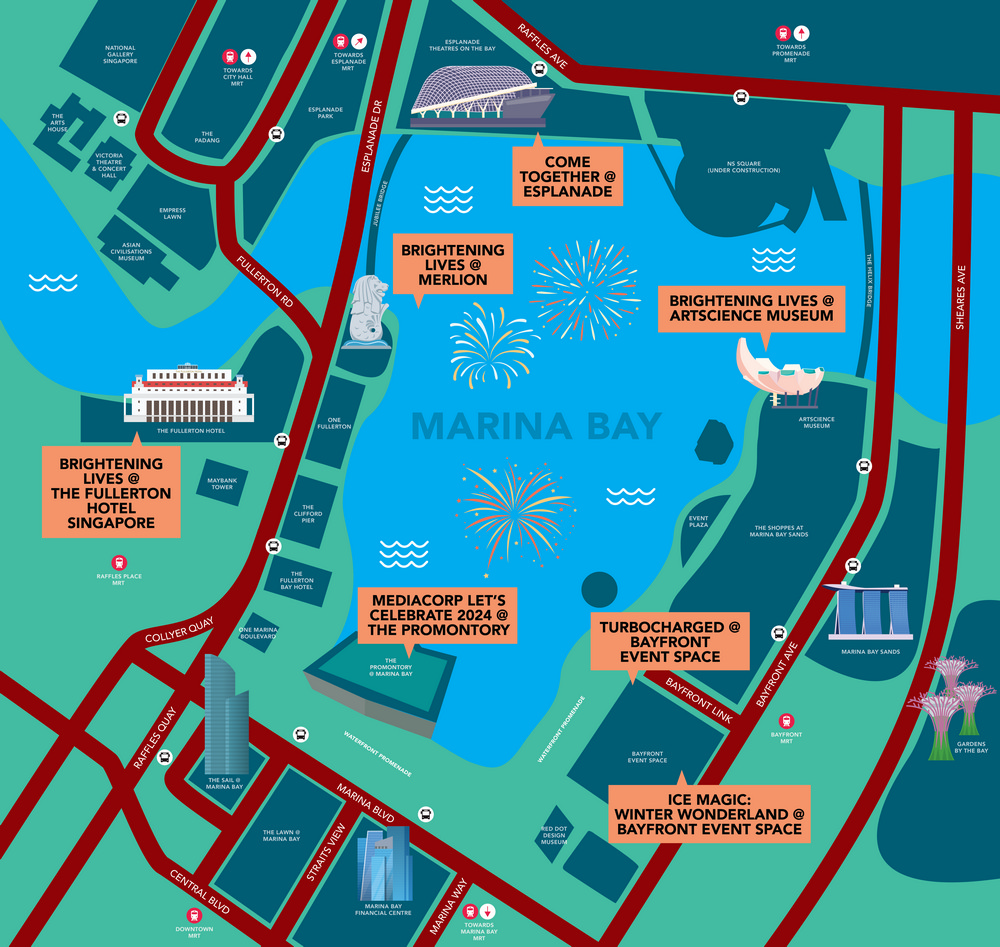 NATIONAL
GALLERY
SINGAPORE
TOWARDS
CITY HALL
MRT
TOWARDS
ESPLANADE
MRT
ESPLANADE
THEATRES ON THE BAY
RAFFLES AVE
TOWARDS
PROMENADE
MRT
THE
ARTS
HOUSE
VICTORIA
THEATRE
& CONCERT
HALL
THE
PADANG
ESPLANADE
PARK
ESPLANADE DR
COME
TOGETHER @
ESPLANADE
NS SQUARE
(UNDER CONSTRUCTION)
EMPRESS
LAWN
ASIAN
CIVILISATIONS
MUSEUM
JUBILEE BRIDGE
FULLERTON RD
BRIGHTENING
LIVES @
MERLION
BRIGHTENING LIVES @
ARTSCIENCE MUSEUM
THE HELIX BRIDGE
SHEARES AVE
MARINA BAY
ARTSCIENCE
MUSEUM
THE FULLERTON HOTEL
ONE
FULLERTON
BRIGHTENING
LIVES @
THE FULLERTON
HOTEL
SINGAPORE
MAYBANK
TOWER
THE
CLIFFORD
PIER
EVENT
PLAZA
THE SHOPPES AT
MARINA BAY SANDS
RAFFLES PLACE
MRT
THE
FULLERTON
BAY HOTEL
MEDIACORP LET'S
CELEBRATE 2024 @
THE PROMONTORY
COLLYER QUAY
ONE MARINA
BOULEVARD
THE
PROMONTORY
@ MARINA BAY
TURBOCHARGED @
BAYFRONT
EVENT SPACE
MARINA BAY SANDS
BAYFRONT AVE
BAYFRONT LINK
BAYFRONT
MRT
GARDENS
BY THE BAY
RAFFLES QUAY
WATERFRONT PROMENADE
WATERFRONT PROMENADE
BAYFRONT
EVENT SPACE
THE SAIL @
MARINA BAY
MARINA BLVD
ICE MAGIC:
WINTER WONDERLAND @
BAYFRONT EVENT SPACE
THE LAWN @
MARINA BAY
STRAITS VIEW
RED DOT
DESIGN
MUSEUM
CENTRAL BLVD
MARINA BAY
FINANCIAL CENTRE
MARINA WAY
DOWNTOWN
MRT
TOWARDS
MARINA BAY
MRT